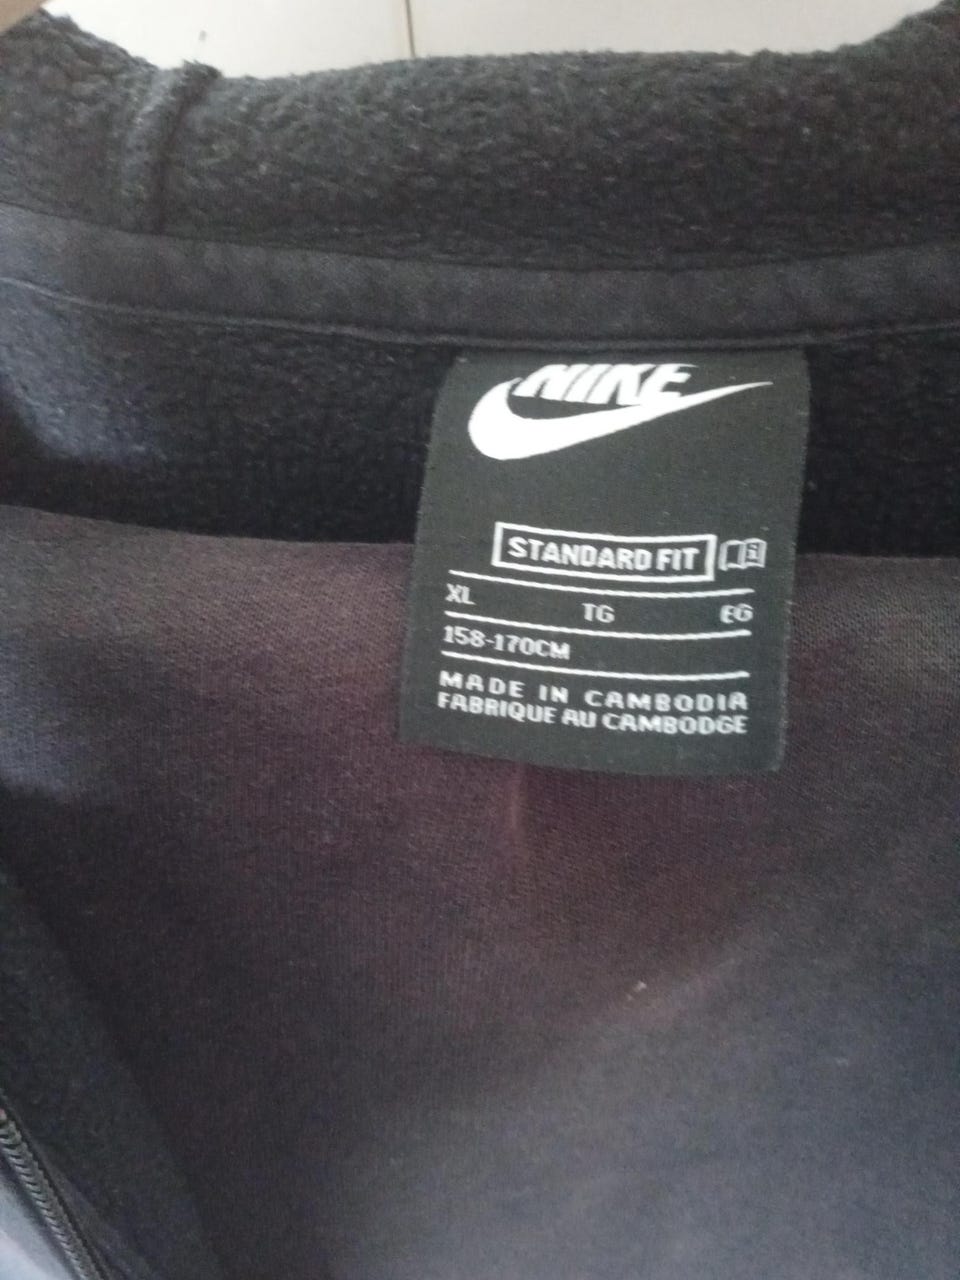 NIKE
STANDARD FIT
XL TG EG
158-170CM
MADE IN CAMBODIA
FABRIQUE AU CAMBODGE